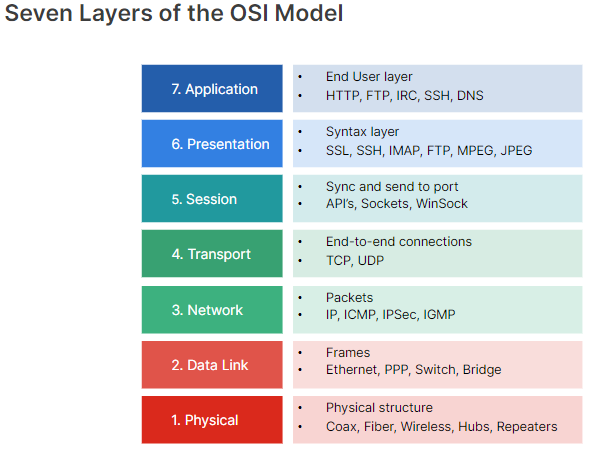 Seven Layers of the OSI Model
7. Application
• End User layer
• HTTP, FTP, IRC, SSH, DNS
6. Presentation
• Syntax layer
• SSL, SSH, IMAP, FTP, MPEG, JPEG
5. Session
• Sync and send to port
• API's, Sockets, WinSock
4. Transport
• End-to-end connections
• TCP, UDP
3. Network
• Packets
• IP, ICMP, IPSec, IGMP
2. Data Link
• Frames
• Ethernet, PPP, Switch, Bridge
1. Physical
• Physical structure
• Coax, Fiber, Wireless, Hubs, Repeaters